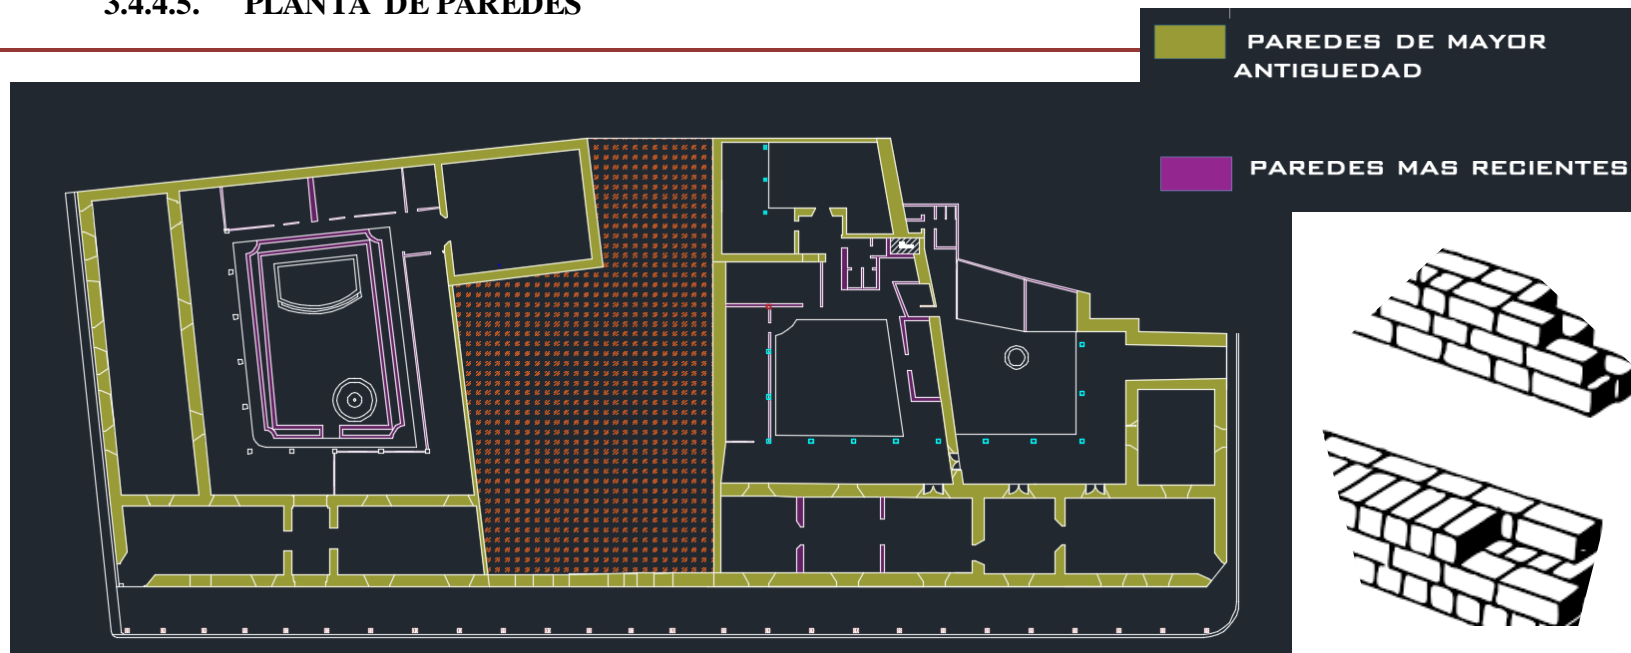 3.4.4.5. PLANTA DE PAREDES
PAREDES DE MAYOR
ANTIGUEDAD
PAREDES MAS RECIENTES